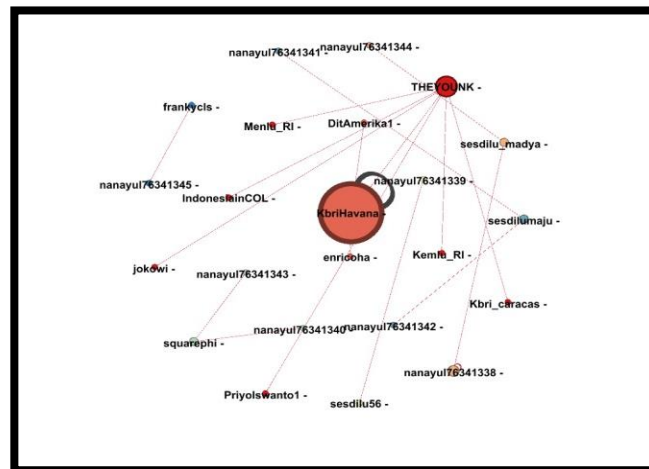 nanayul76341341 -
nanayul76341344 -
THEYOUNK -
frankycls -
Menlu_RI -
DitAmerika1 -
sesdilu_madya -
nanayul76341345 -
nanayul76341339 -
IndonesiainCOL -
KbriHavana -
sesdilumaju -
enricoha -
Kemlu_RI -
jokowi -
nanayul76341343 -
Kbri_caracas -
nanayul76341340 -
nanayul76341342 -
squarephi -
nanayul76341338 -
PriyoIswanto1 -
sesdilu56 -